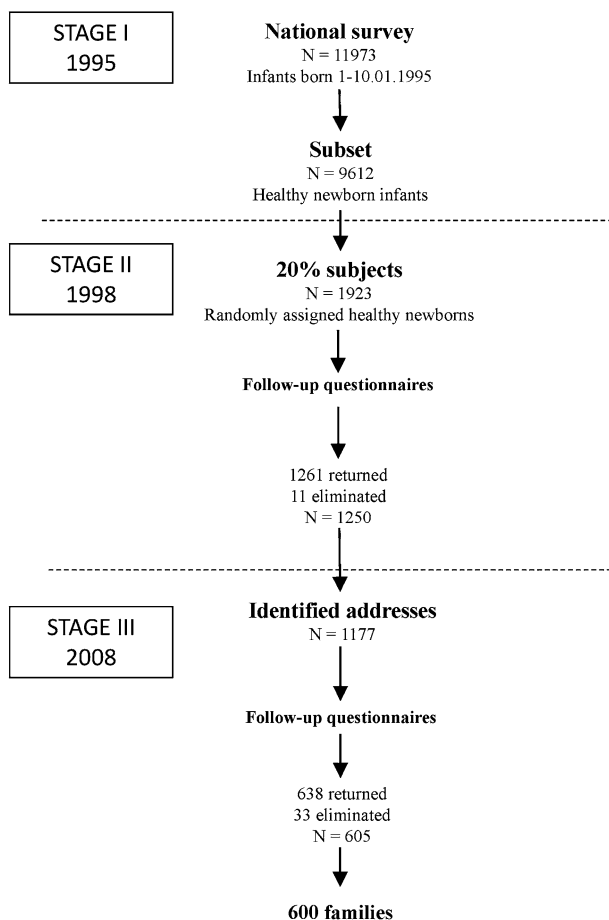 STAGE I
1995
National survey
N = 11973
Infants born 1-10.01.1995
Subset
N = 9612
Healthy newborn infants
STAGE II
1998
20% subjects
N = 1923
Randomly assigned healthy newborns
Follow-up questionnaires
1261 returned
11 eliminated
N = 1250
STAGE III
2008
Identified addresses
N = 1177
Follow-up questionnaires
638 returned
33 eliminated
N = 605
600 families